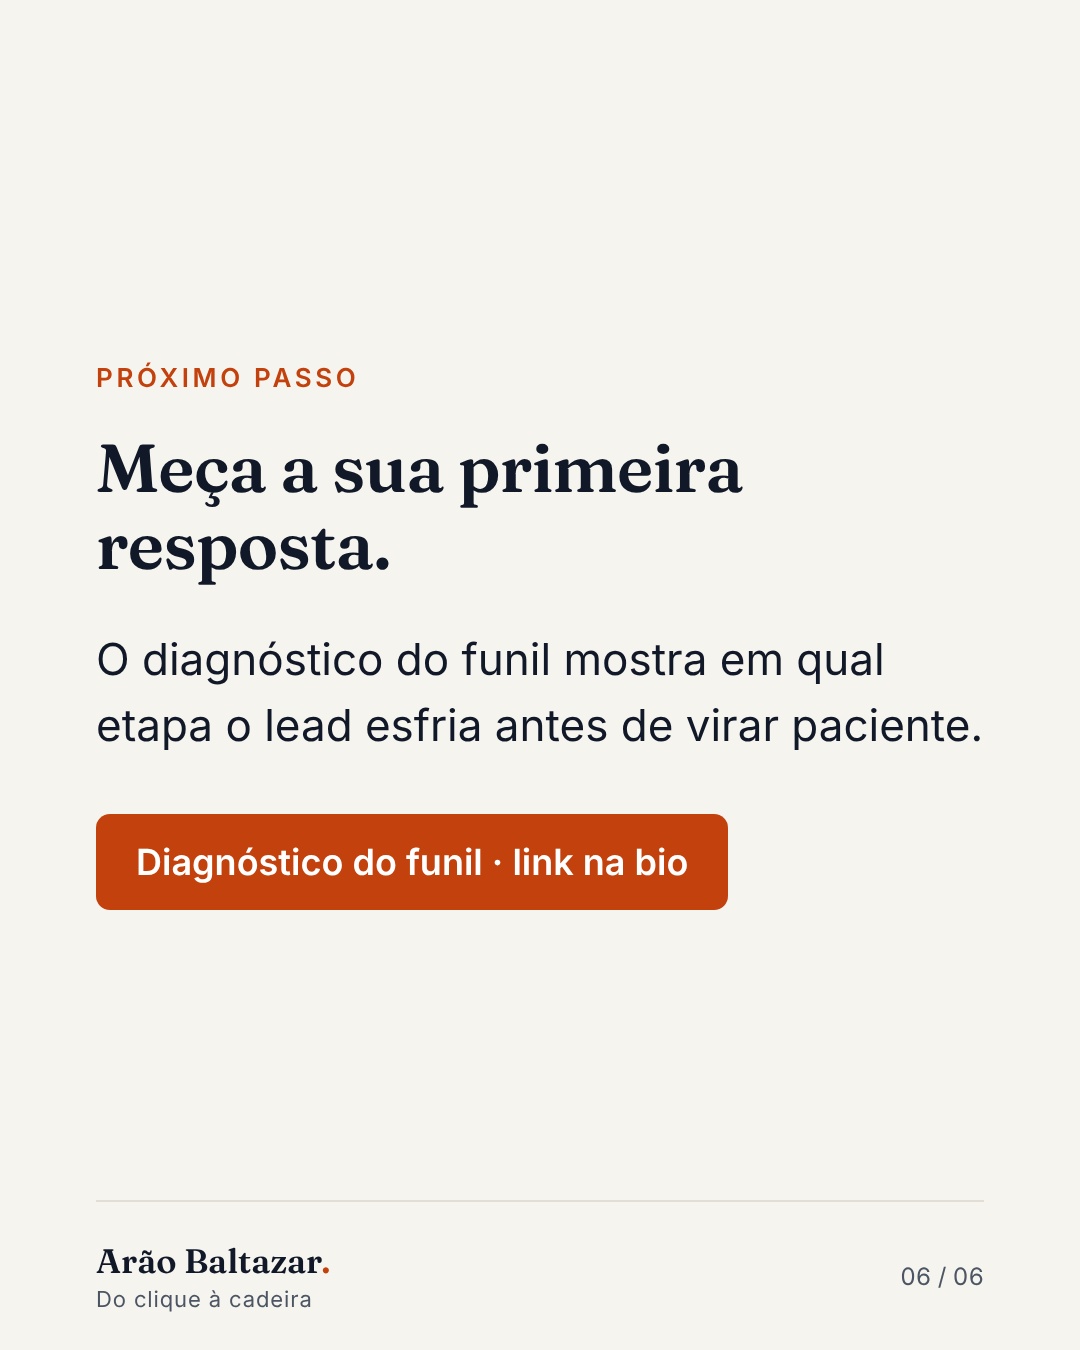 PRÓXIMO PASSO
Meça a sua primeira
resposta.
O diagnóstico do funil mostra em qual
etapa o lead esfria antes de virar paciente.
Diagnóstico do funil · link na bio
Arão Baltazar.
Do clique à cadeira
06 / 06